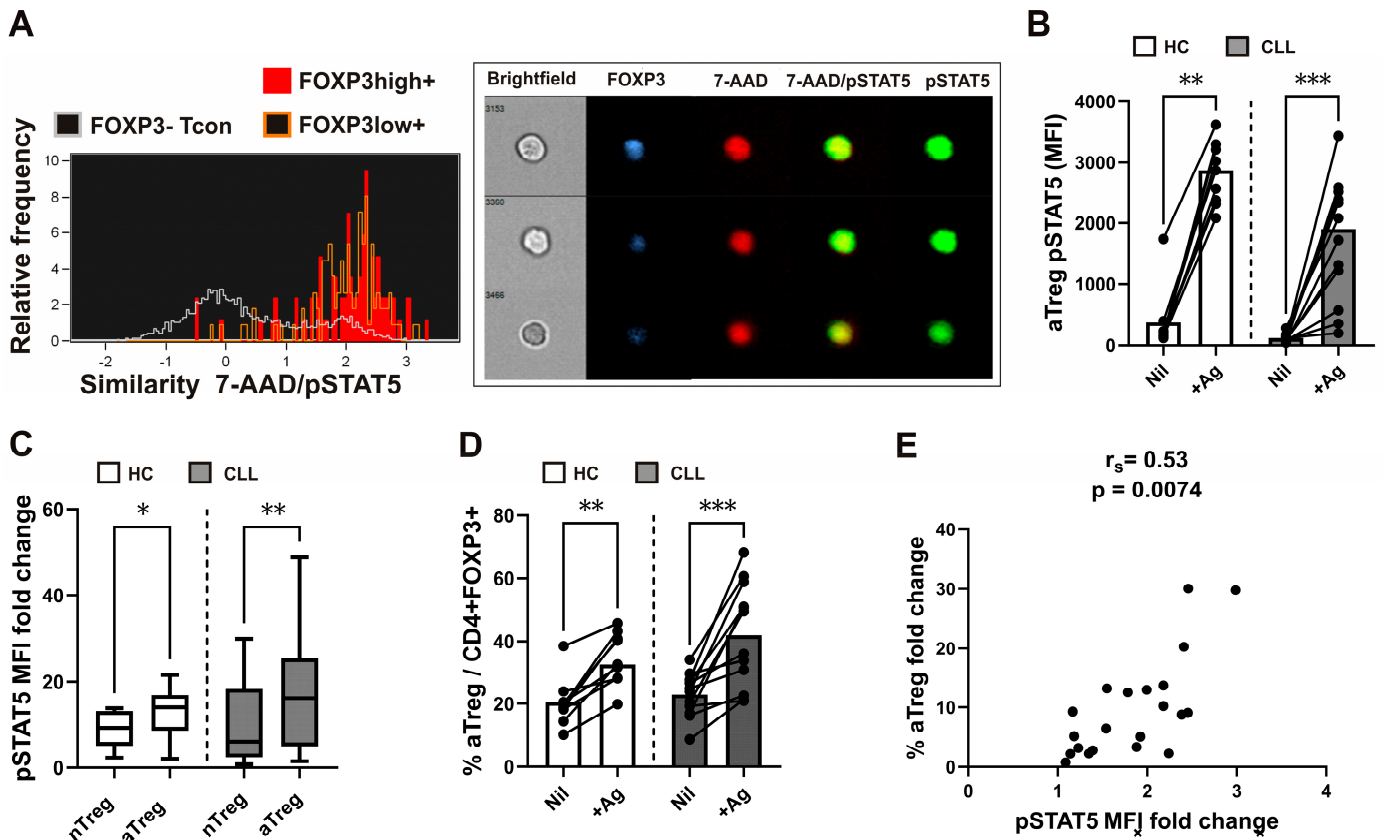 A
FOXP3high+
FOXP3- Tcon
FOXP3low+
Relative frequency
10
8
6
4
2
0
-2 -1 0 1 2 3
Similarity 7-AAD/pSTAT5
Brightfield FOXP3 7-AAD 7-AAD/pSTAT5 pSTAT5
3153
3466
B
HC CLL
** ***
aTreg pSTAT5 (MFI)
4000
3000
2000
1000
0
Nil +Ag Nil +Ag
C
HC CLL
* **
pSTAT5 MFI fold change
60
40
20
0
nTreg aTreg nTreg aTreg
D
HC CLL
** ***
% aTreg / CD4+FOXP3+
80
60
40
20
0
Nil +Ag Nil +Ag
E
rs= 0.53
p = 0.0074
% aTreg fold change
40
30
20
10
0
0 1 2 3 4
pSTAT5 MFI fold change